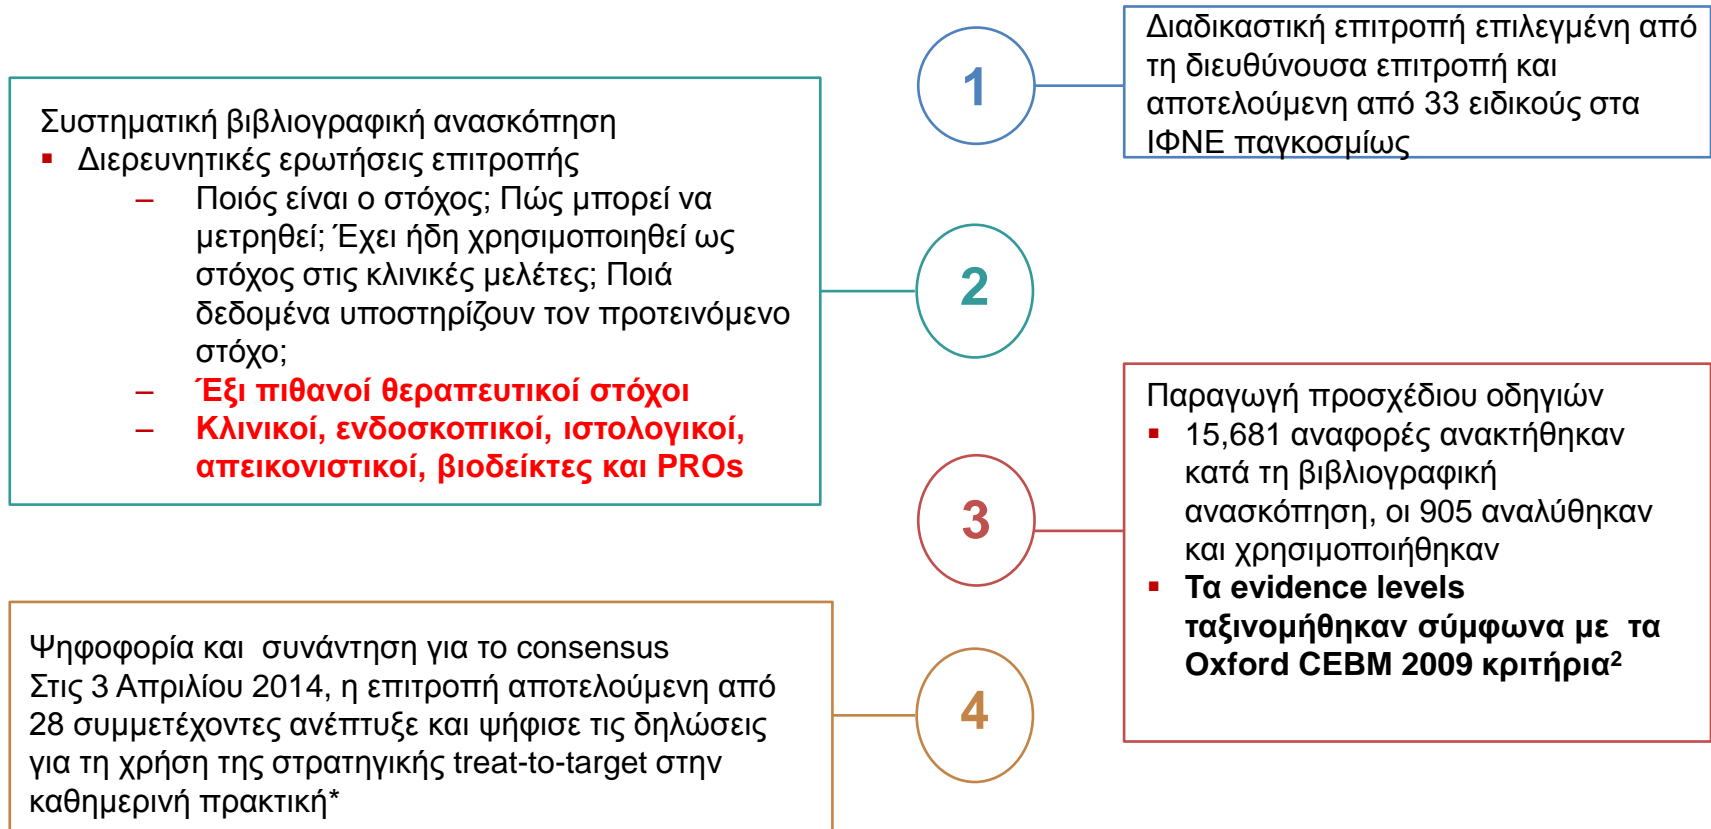 1
Διαδικαστική επιτροπή επιλεγμένη από
τη διευθύνουσα επιτροπή και
αποτελούμενη από 33 ειδικούς στα
ΙΦΝΕ παγκοσμίως
Συστηματική βιβλιογραφική ανασκόπηση
▪ Διερευνητικές ερωτήσεις επιτροπής
– Ποιός είναι ο στόχος; Πώς μπορεί να
μετρηθεί; Έχει ήδη χρησιμοποιηθεί ως
στόχος στις κλινικές μελέτες; Ποιά
δεδομένα υποστηρίζουν τον προτεινόμενο
στόχο;
– Έξι πιθανοί θεραπευτικοί στόχοι
– Κλινικοί, ενδοσκοπικοί, ιστολογικοί,
απεικονιστικοί, βιοδείκτες και PROs
2
3
Παραγωγή προσχέδιου οδηγιών
▪ 15,681 αναφορές ανακτήθηκαν
κατά τη βιβλιογραφική
ανασκόπηση, οι 905 αναλύθηκαν
και χρησιμοποιήθηκαν
▪ Τα evidence levels
ταξινομήθηκαν σύμφωνα με τα
Oxford CEBM 2009 κριτήρια²
Ψηφοφορία και συνάντηση για το consensus
Στις 3 Απριλίου 2014, η επιτροπή αποτελούμενη από
28 συμμετέχοντες ανέπτυξε και ψήφισε τις δηλώσεις
για τη χρήση της στρατηγικής treat-to-target στην
καθημερινή πρακτική*
4